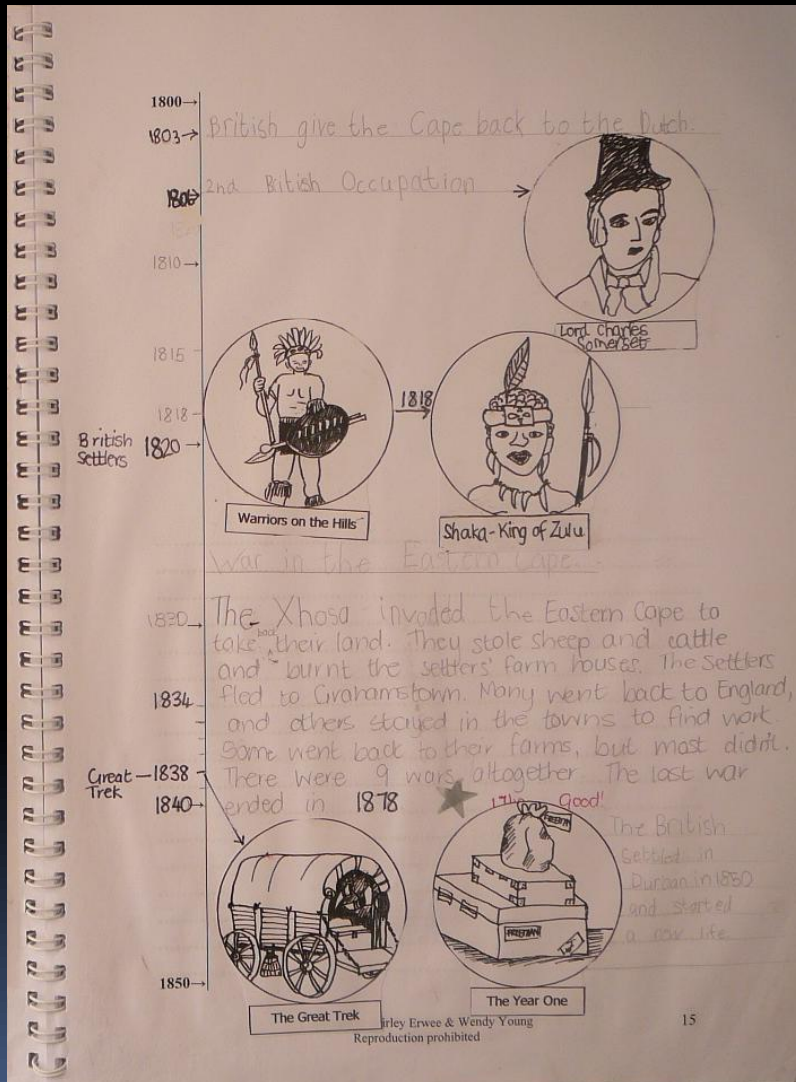 1800→
1803→ British give the Cape back to the Dutch.
1806→ 2nd British Occupation →
1810→
Lord Charles
Somerset
1815
1818
1818
British
Settlers 1820→
Warriors on the Hills
Shaka-King of Zulu
War in the Eastern Cape.
1830→ The Xhosa invaded the Eastern Cape to
take back their land. They stole sheep and cattle
and burnt the settlers' farm houses. The Settlers
1834 fled to Grahamstown. Many went back to England,
and others stayed in the towns to find work.
Some went back to their farms, but most didn't.
Great Trek 1838 There were 9 wars altogether. The last war
1840 ended in 1878
Good!
The British
Settled in
Durban in 1850
and started
a new life
1850→
The Great Trek
The Year One
irley Erwee & Wendy Young
Reproduction prohibited
15